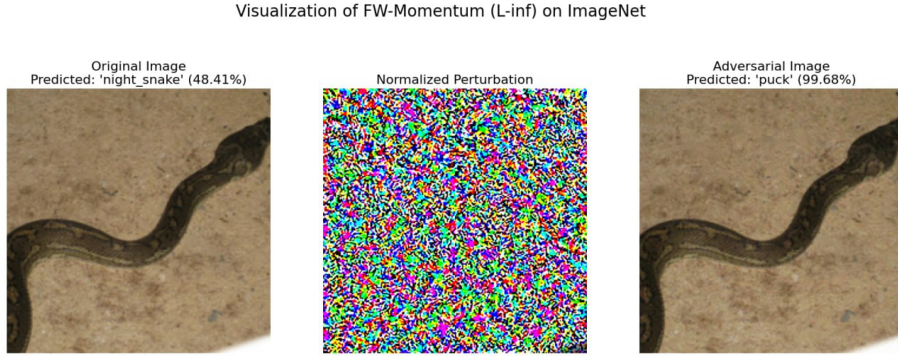 Visualization of FW-Momentum (L-inf) on ImageNet
Original Image
Predicted: 'night_snake' (48.41%)
Normalized Perturbation
Adversarial Image
Predicted: 'puck' (99.68%)